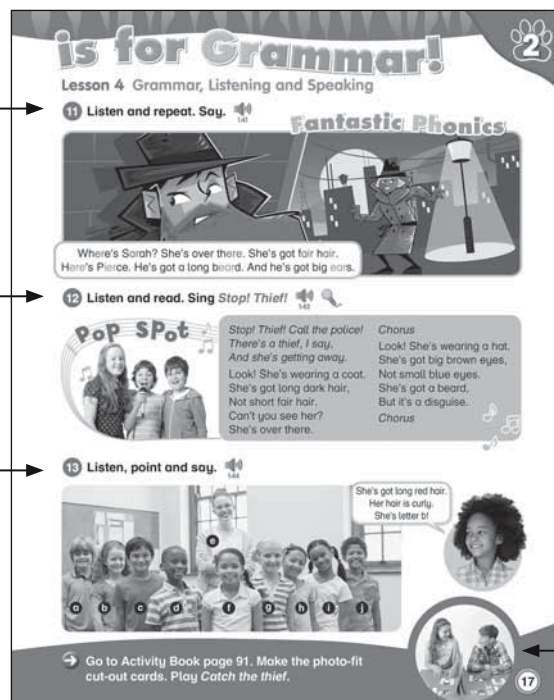 is for Grammar!
2
Lesson 4 Grammar, Listening and Speaking
11 Listen and repeat. Say.
1·41
Fantastic Phonics
Where's Sarah? She's over there. She's got fair hair.
Here's Pierce. He's got a long beard. And he's got big ears.
12 Listen and read. Sing Stop! Thief!
1·42
Pop Spot
Stop! Thief! Call the police!
There's a thief, I say,
And she's getting away.
Look! She's wearing a coat.
She's got long dark hair,
Not short fair hair.
Can't you see her?
She's over there.
Chorus
Look! She's wearing a hat.
She's got big brown eyes,
Not small blue eyes.
She's got a beard,
But it's a disguise.
Chorus
13 Listen, point and say.
1·44
She's got long red hair.
Her hair is curly.
She's letter b!
a b c d e f g h i j
Go to Activity Book page 91. Make the photo-fit
cut-out cards. Play Catch the thief.
17